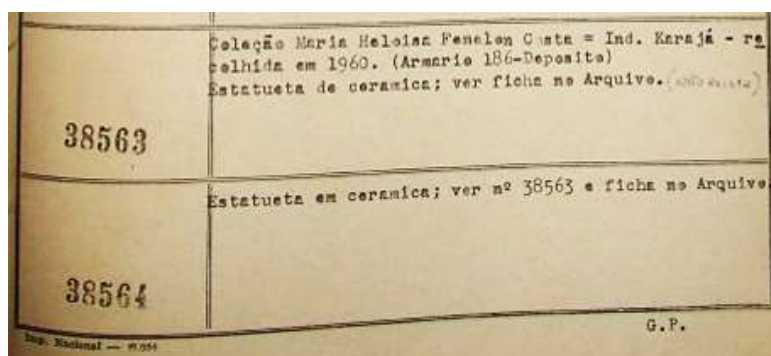 Coleção Maria Heloisa Fenelon Costa = Ind. Karajá - re
colhida em 1960. (Armario 186-Deposito)
Estatueta de ceramica; ver ficha no Arquivo.
38563
Estatueta em ceramica; ver nº 38563 e ficha no Arquivo.
38564
G.P.
Imp. Nacional —